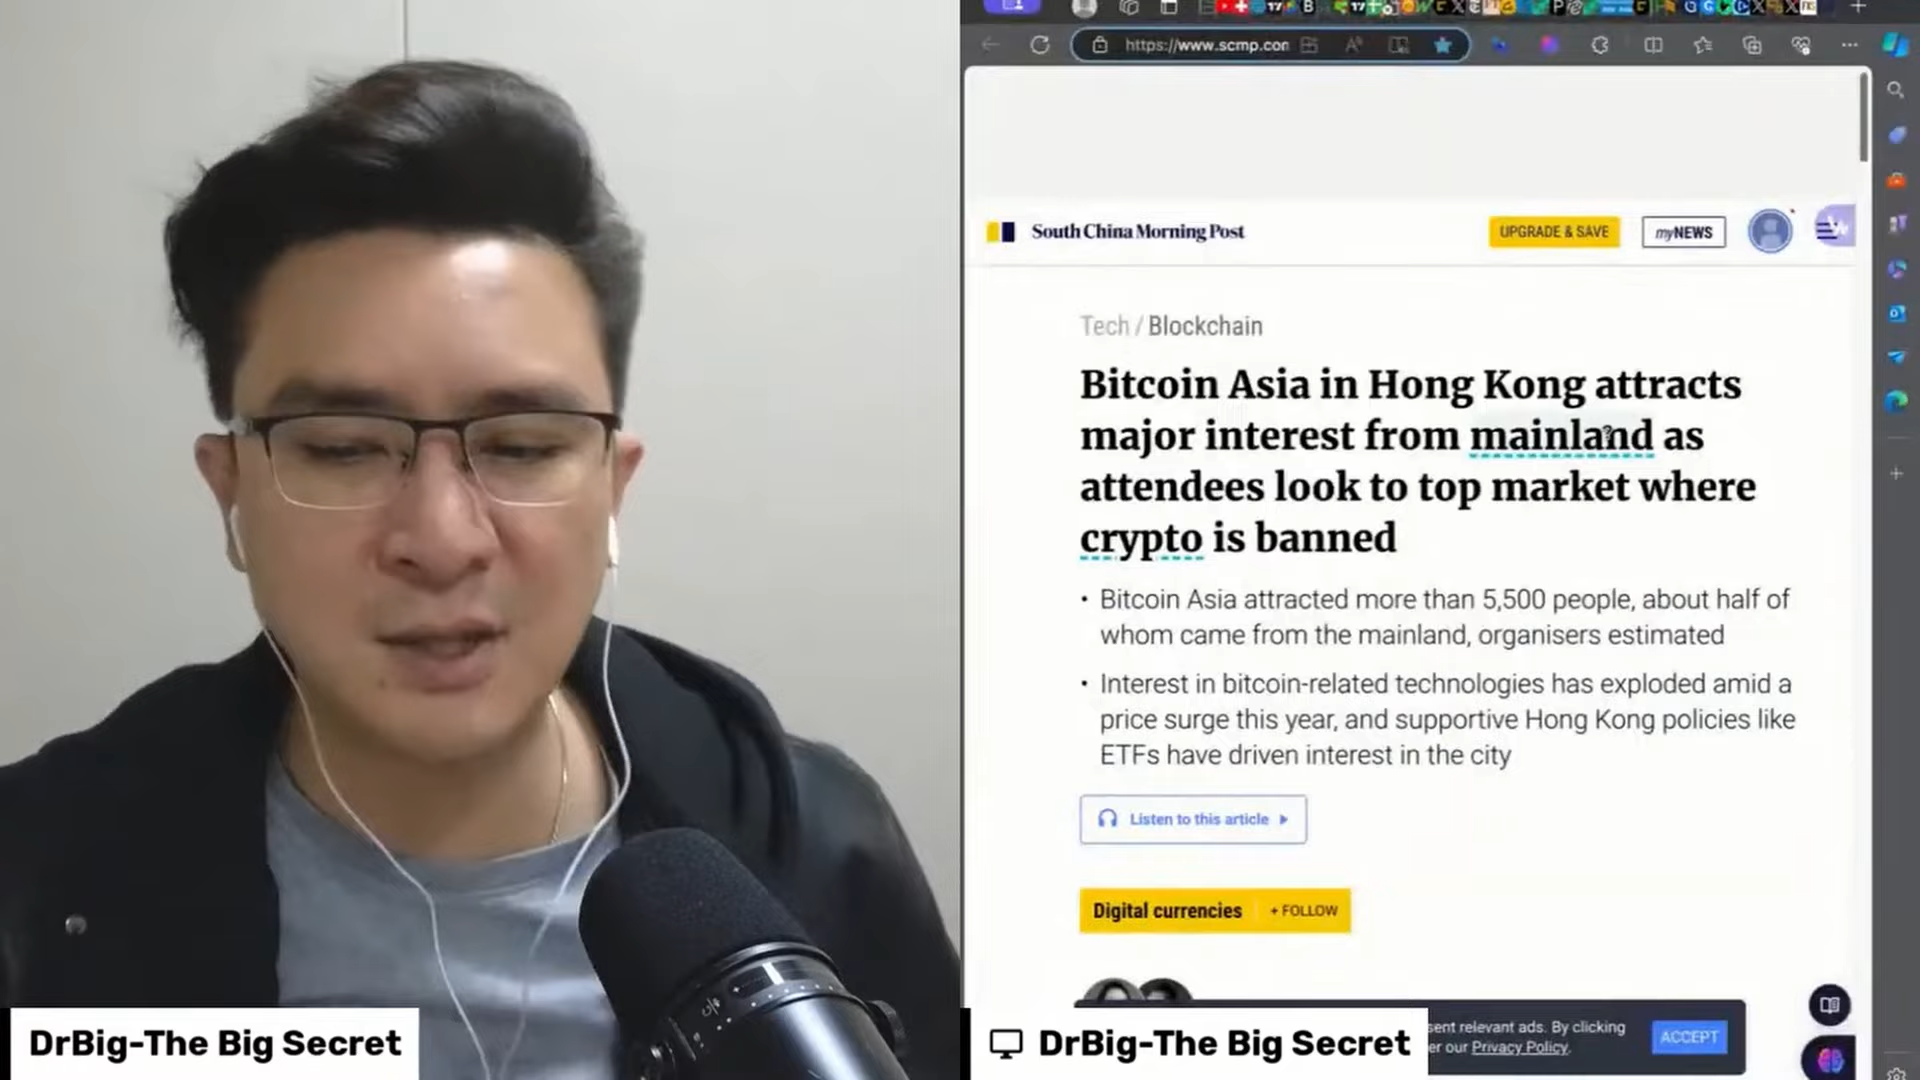 https://www.scmp.con
South China Morning Post
UPGRADE & SAVE
myNEWS
Tech / Blockchain
Bitcoin Asia in Hong Kong attracts
major interest from mainland as
attendees look to top market where
crypto is banned
• Bitcoin Asia attracted more than 5,500 people, about half of
whom came from the mainland, organisers estimated
• Interest in bitcoin-related technologies has exploded amid a
price surge this year, and supportive Hong Kong policies like
ETFs have driven interest in the city
Listen to this article
Digital currencies + FOLLOW
sent relevant ads. By clicking
er our Privacy Policy.
ACCEPT
DrBig-The Big Secret
DrBig-The Big Secret